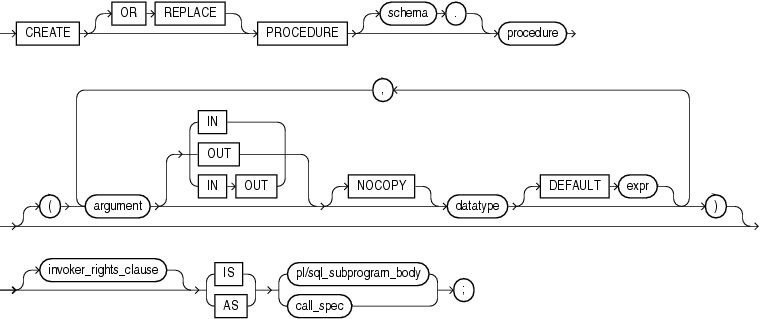 OR REPLACE schema .
CREATE PROCEDURE procedure
,
IN
OUT
IN OUT NOCOPY DEFAULT expr
( argument datatype )
invoker_rights_clause IS pl/sql_subprogram_body
AS call_spec ;